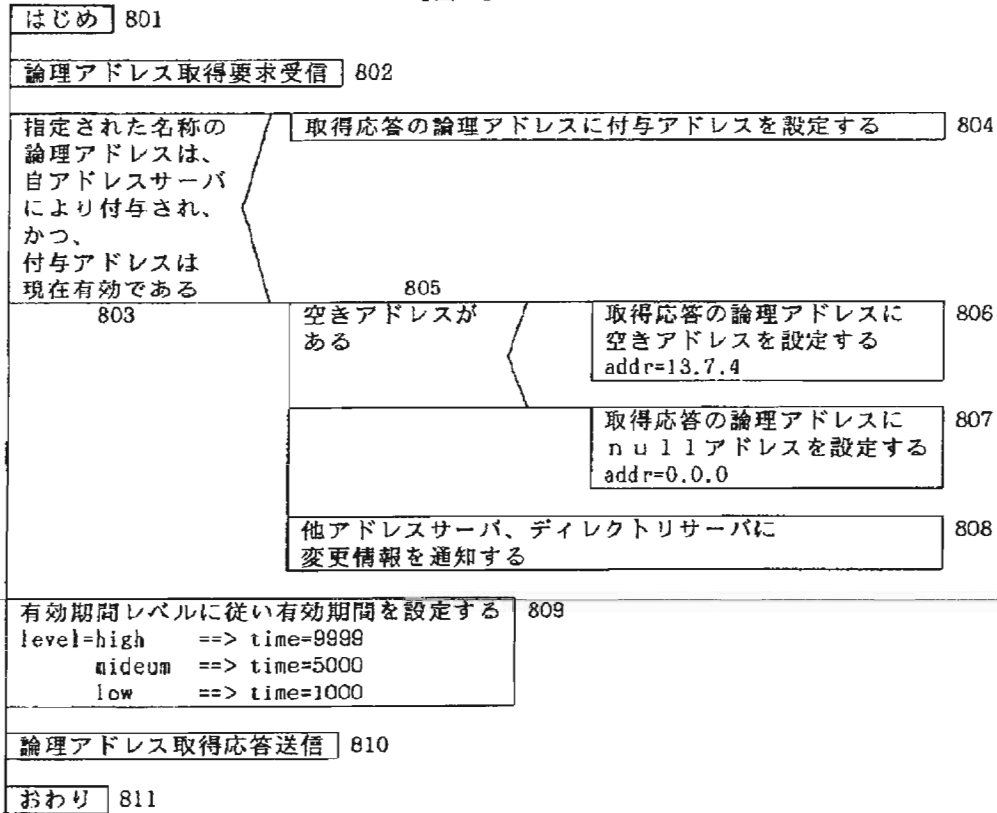 はじめ 801
論理アドレス取得要求受信 802
指定された名称の
論理アドレスは、
自アドレスサーバ
により付与され、
かつ、
付与アドレスは
現在有効である
803
取得応答の論理アドレスに付与アドレスを設定する 804
805
空きアドレスが
ある
取得応答の論理アドレスに 806
空きアドレスを設定する
addr=13.7.4
取得応答の論理アドレスに 807
nullアドレスを設定する
addr=0.0.0
他アドレスサーバ、ディレクトリサーバに 808
変更情報を通知する
有効期間レベルに従い有効期間を設定する 809
level=high ==> time=9999
mideum ==> time=5000
low ==> time=1000
論理アドレス取得応答送信 810
おわり 811